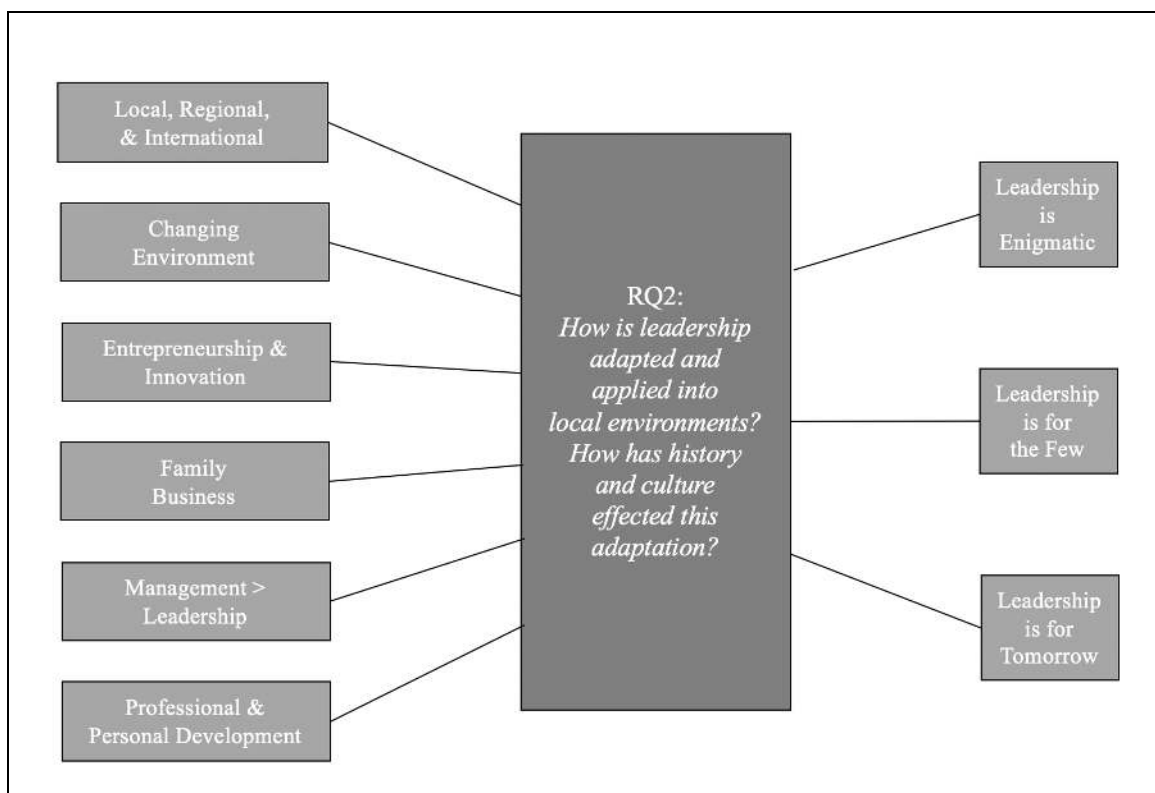 Local, Regional,
& International
Changing
Environment
Entrepreneurship &
Innovation
Family
Business
Management >
Leadership
Professional &
Personal Development
RQ2:
How is leadership
adapted and
applied into
local environments?
How has history
and culture
effected this
adaptation?
Leadership
is
Enigmatic
Leadership
is for
the Few
Leadership
is for
Tomorrow